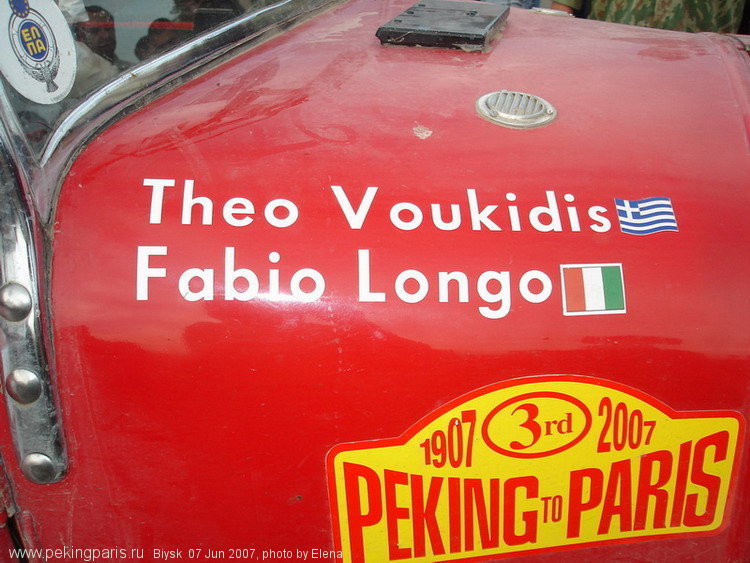 ΕΛΠΑ
Theo Voukidis
Fabio Longo
1907 3rd 2007
PEKING TO PARIS
www.pekingparis.ru Biysk 07 Jun 2007, photo by Elena